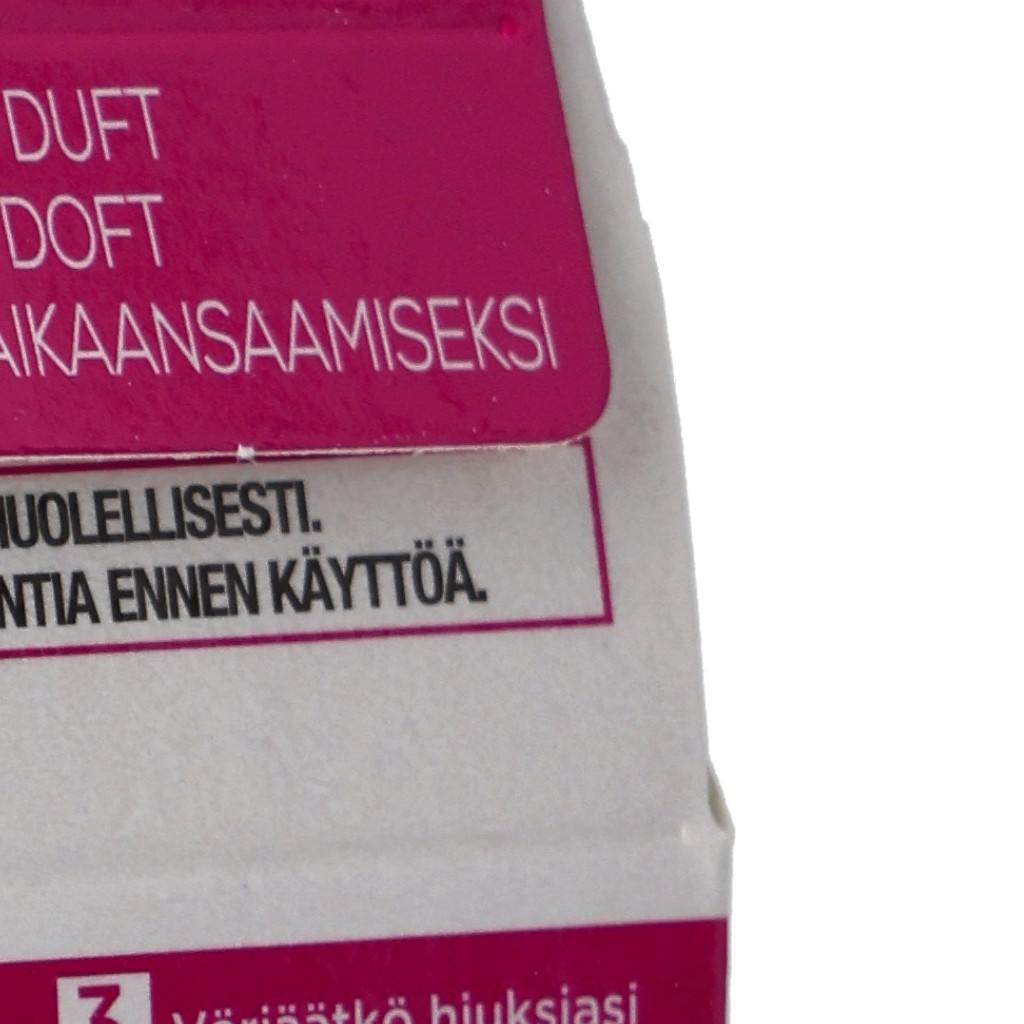 DUFT
DOFT
AIKAANSAAMISEKSI
HUOLELLISESTI.
NTIA ENNEN KÄYTTÖÄ.
3 Värjäätkö hiuksiasi